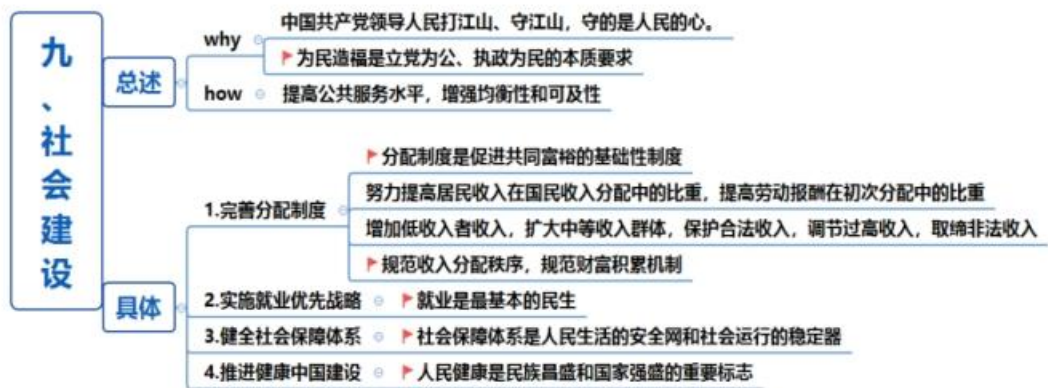 九、社会建设
总述
why
中国共产党领导人民打江山、守江山，守的是人民的心。
为民造福是立党为公、执政为民的本质要求
how
提高公共服务水平，增强均衡性和可及性
具体
1.完善分配制度
分配制度是促进共同富裕的基础性制度
努力提高居民收入在国民收入分配中的比重，提高劳动报酬在初次分配中的比重
增加低收入者收入，扩大中等收入群体，保护合法收入，调节过高收入，取缔非法收入
规范收入分配秩序，规范财富积累机制
2.实施就业优先战略
就业是最基本的民生
3.健全社会保障体系
社会保障体系是人民生活的安全网和社会运行的稳定器
4.推进健康中国建设
人民健康是民族昌盛和国家强盛的重要标志